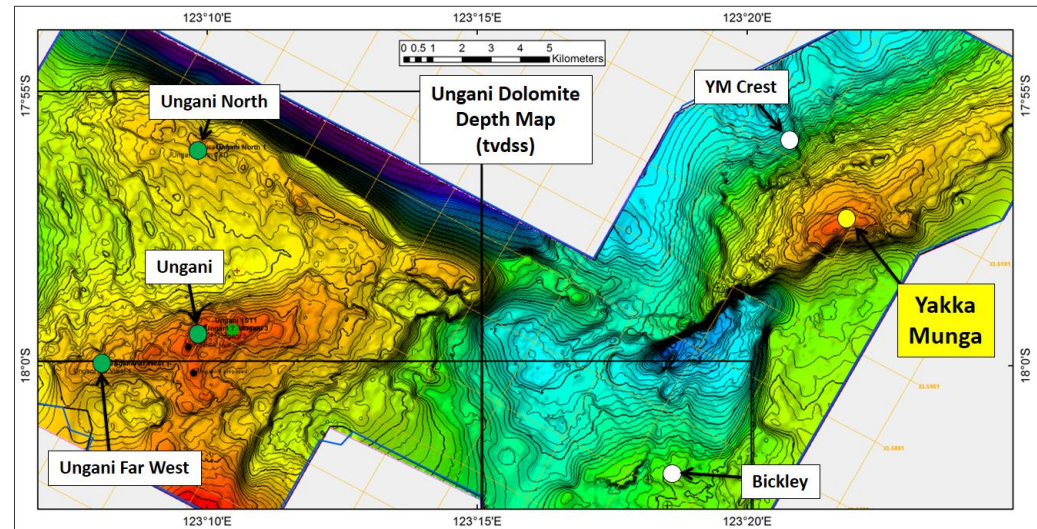 123°10'E
123°15'E
123°20'E
0 0.5 1 2 3 4 5
Kilometers
17°55'S
17°55'S
Ungani North
Ungani Dolomite
Depth Map
(tvdss)
YM Crest
Ungani
Yakka
Munga
18°0'S
18°0'S
Ungani Far West
Bickley
123°10'E
123°15'E
123°20'E